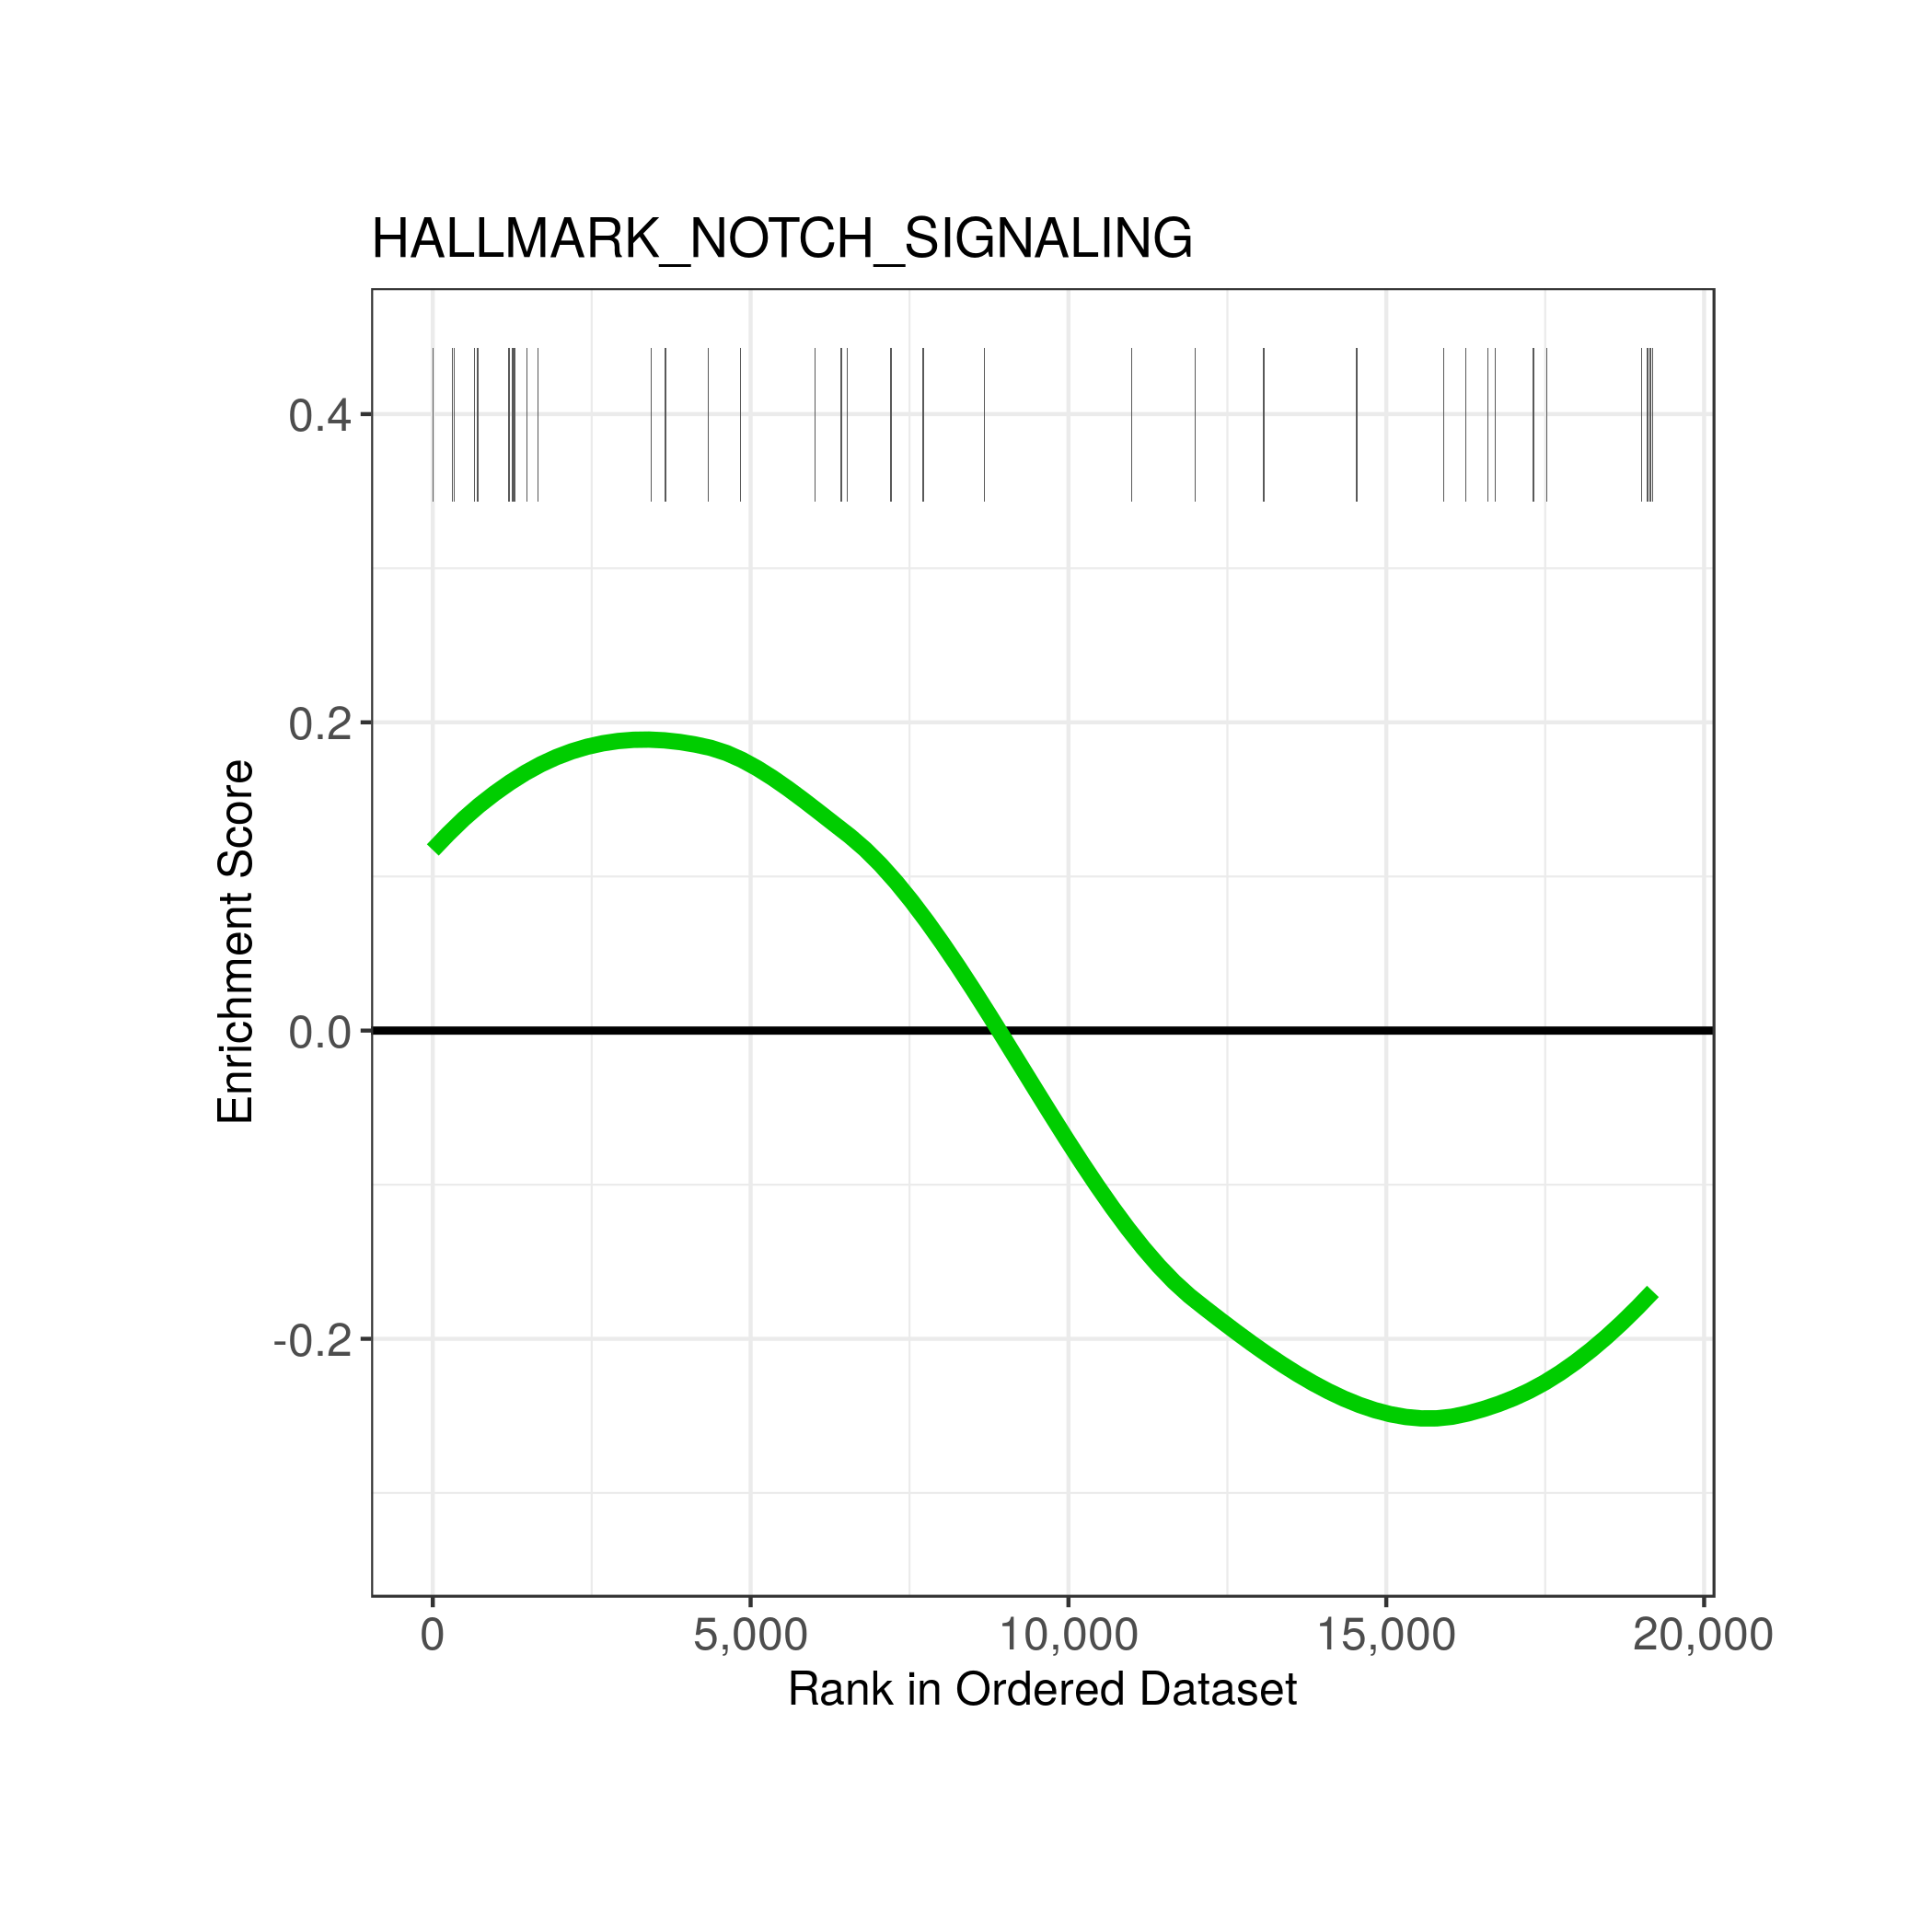 HALLMARK_NOTCH_SIGNALING
0.4
0.2
0.0
-0.2
Enrichment Score
0 5,000 10,000 15,000 20,000
Rank in Ordered Dataset